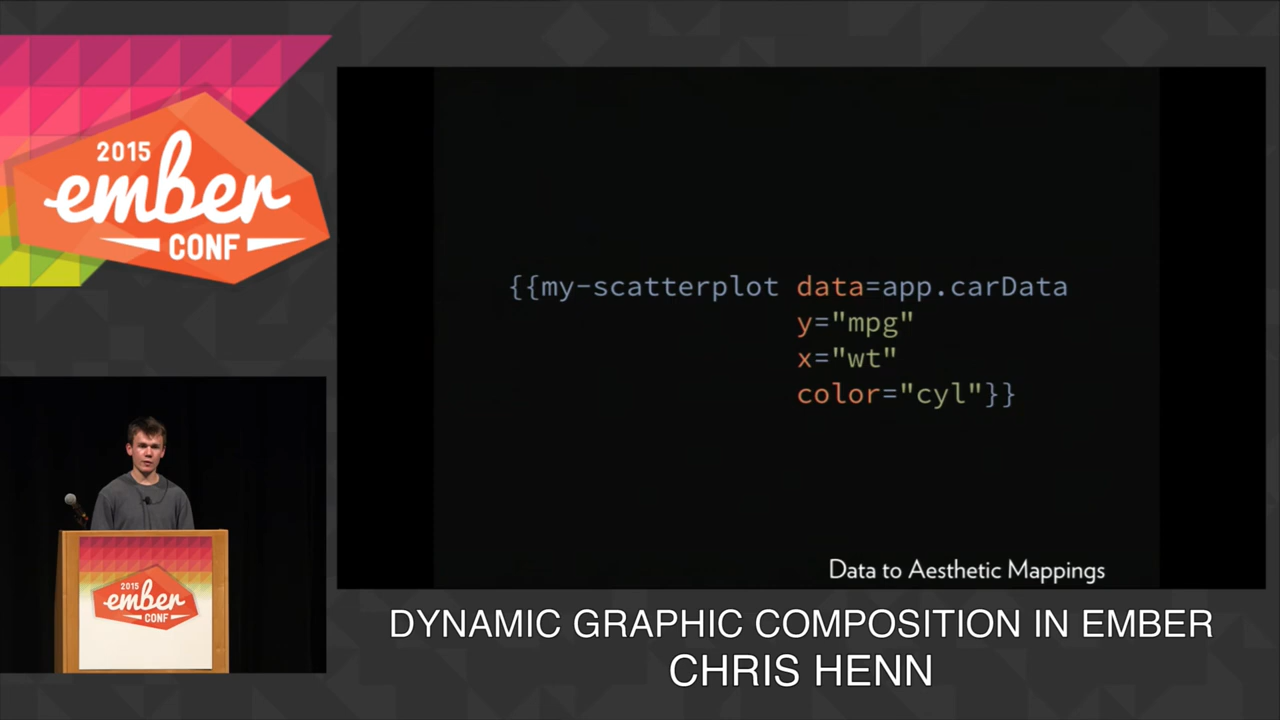 2015
ember
CONF
{{my-scatterplot data=app.carData
y="mpg"
x="wt"
color="cyl"}}
Data to Aesthetic Mappings
2015
ember
CONF
DYNAMIC GRAPHIC COMPOSITION IN EMBER
CHRIS HENN